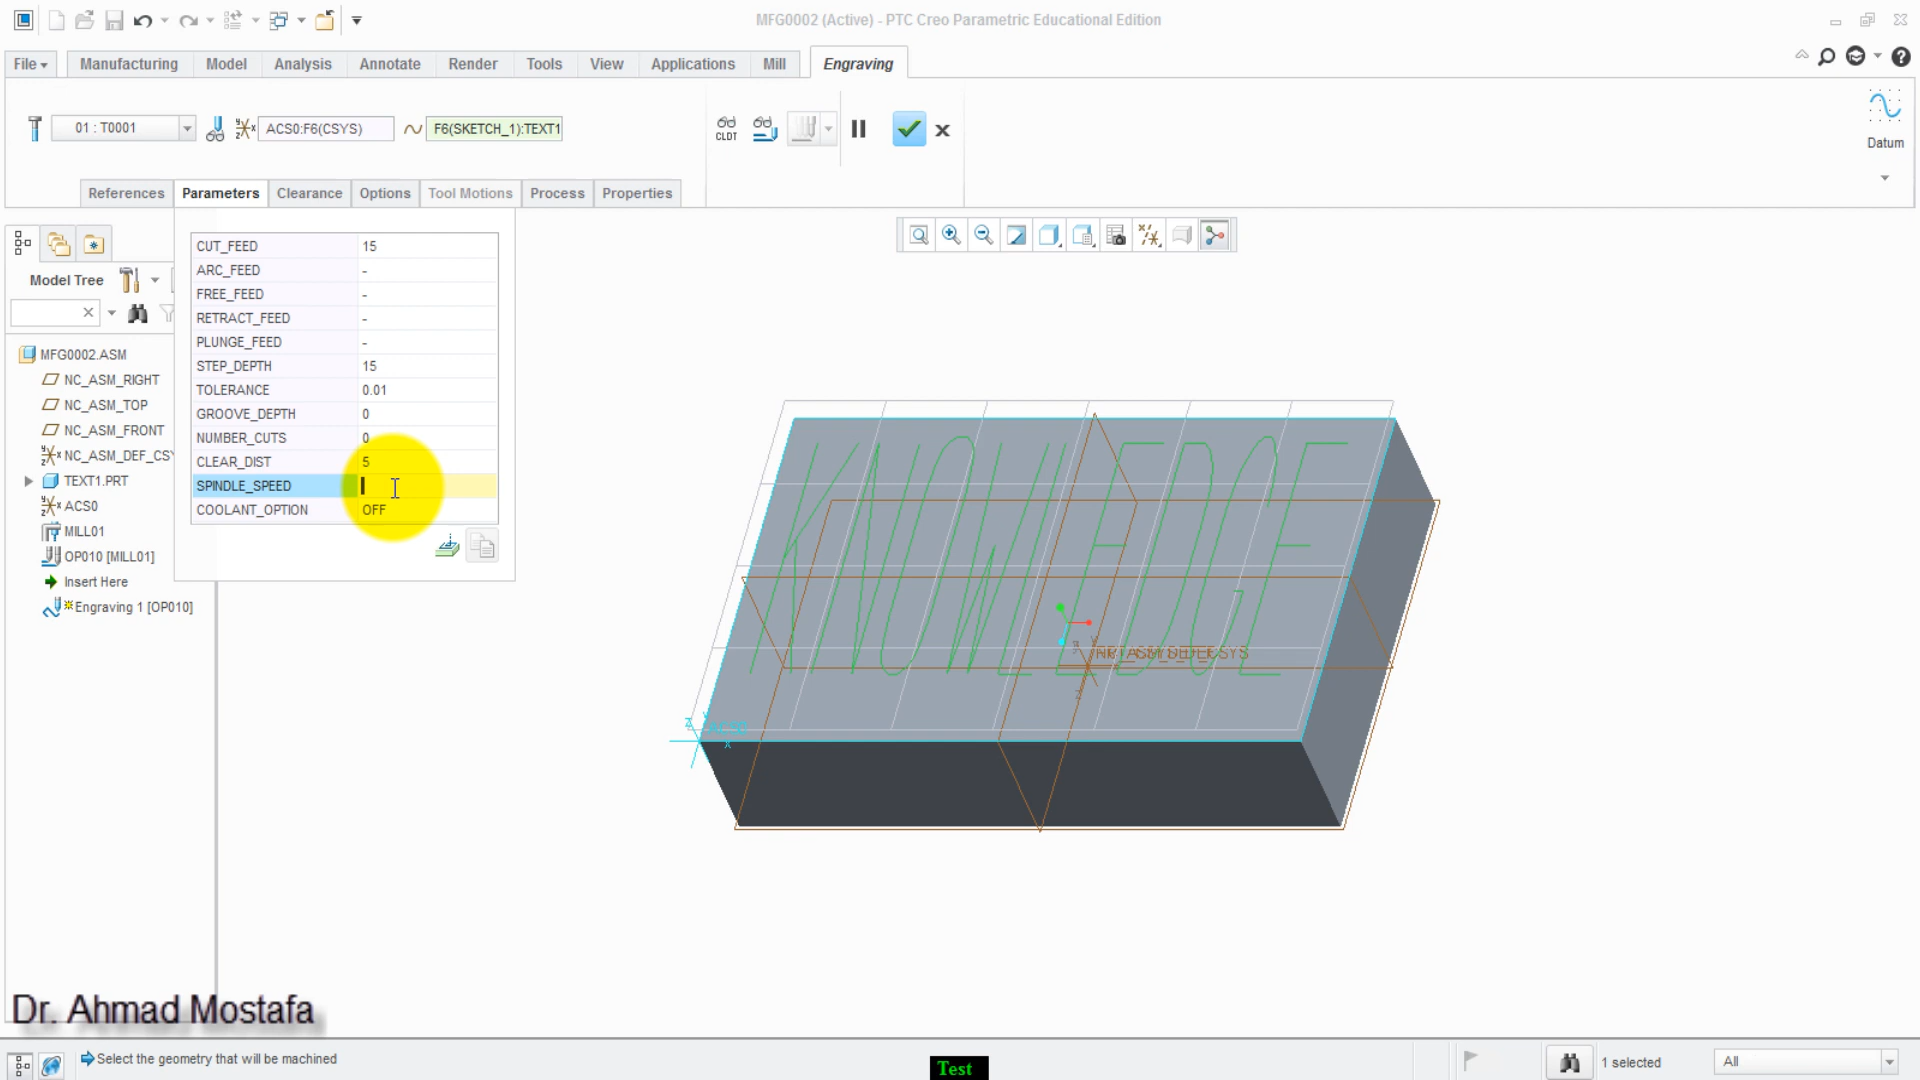 MFG0002 (Active) - PTC Creo Parametric Educational Edition
File Manufacturing Model Analysis Annotate Render Tools View Applications Mill Engraving
01 : T0001 ACS0:F6(CSYS) F6(SKETCH_1):TEXT1 CLDT
Datum
References Parameters Clearance Options Tool Motions Process Properties
CUT_FEED 15
ARC_FEED -
FREE_FEED -
RETRACT_FEED -
PLUNGE_FEED -
STEP_DEPTH 15
TOLERANCE 0.01
GROOVE_DEPTH 0
NUMBER_CUTS 0
CLEAR_DIST 5
SPINDLE_SPEED
COOLANT_OPTION OFF
Model Tree
MFG0002.ASM
NC_ASM_RIGHT
NC_ASM_TOP
NC_ASM_FRONT
NC_ASM_DEF_CSY
TEXT1.PRT
ACS0
MILL01
OP010 [MILL01]
Insert Here
Engraving 1 [OP010]
KNOWLEDGE
ACS0
X
Z
Dr. Ahmad Mostafa
Select the geometry that will be machined
Test
1 selected
All